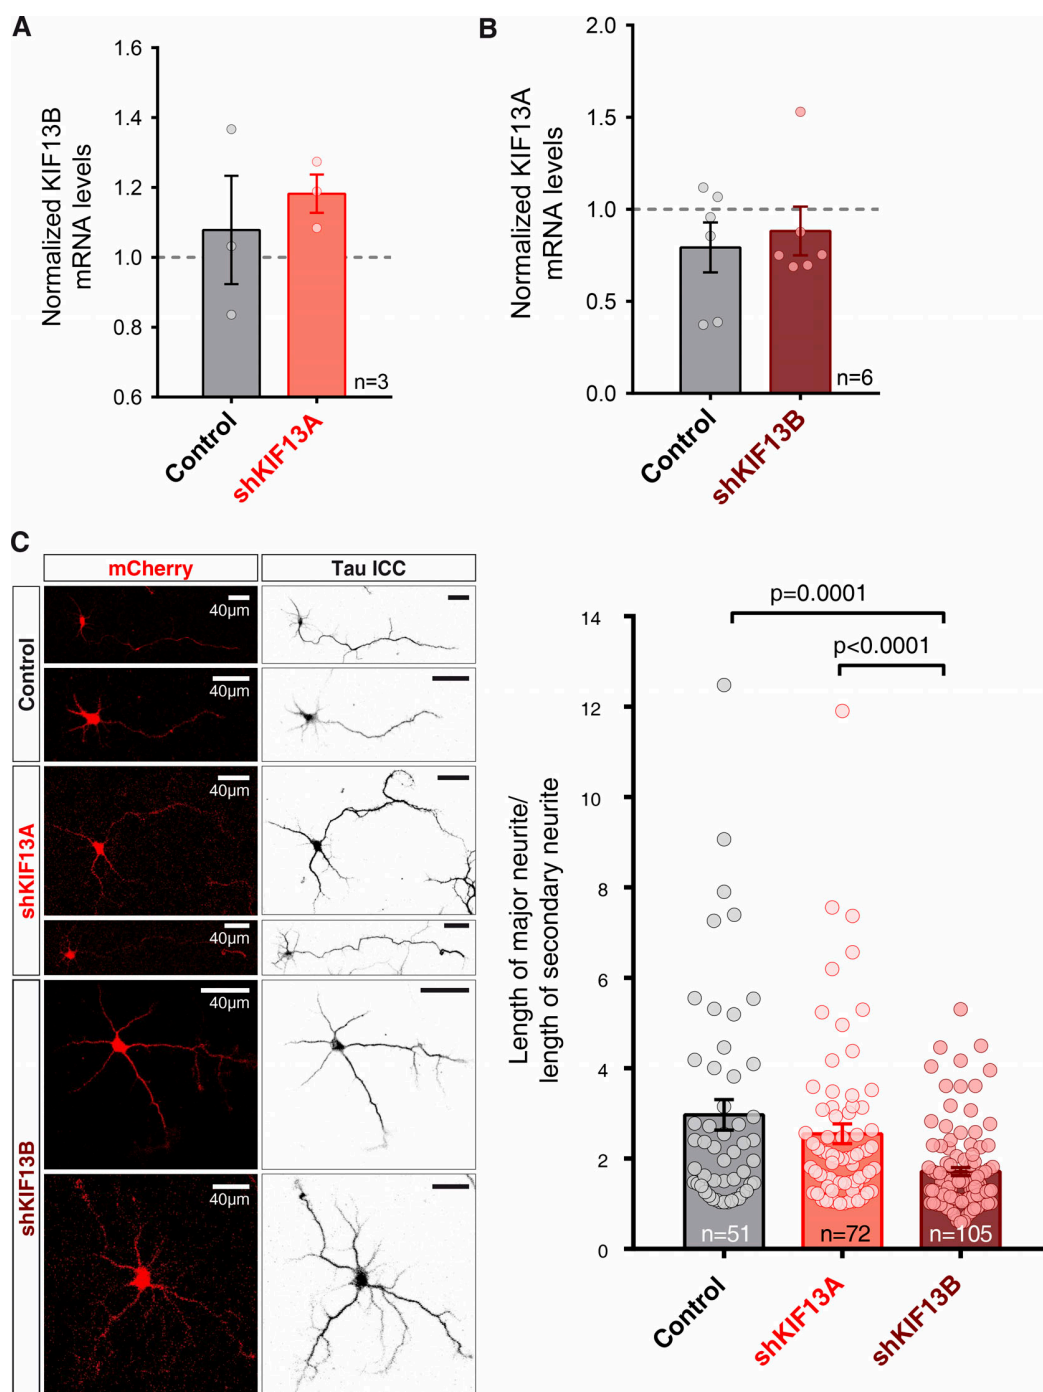 A
Normalized KIF13B
mRNA levels
1.6
1.4
1.2
1.0
0.8
0.6
n=3
Control
shKIF13A
B
Normalized KIF13A
mRNA levels
2.0
1.5
1.0
0.5
0.0
n=6
Control
shKIF13B
C
mCherry
Tau ICC
Control
40µm
40µm
shKIF13A
40µm
40µm
shKIF13B
40µm
40µm
Length of major neurite/
length of secondary neurite
14
12
10
8
6
4
2
0
p=0.0001
p<0.0001
n=51
n=72
n=105
Control
shKIF13A
shKIF13B